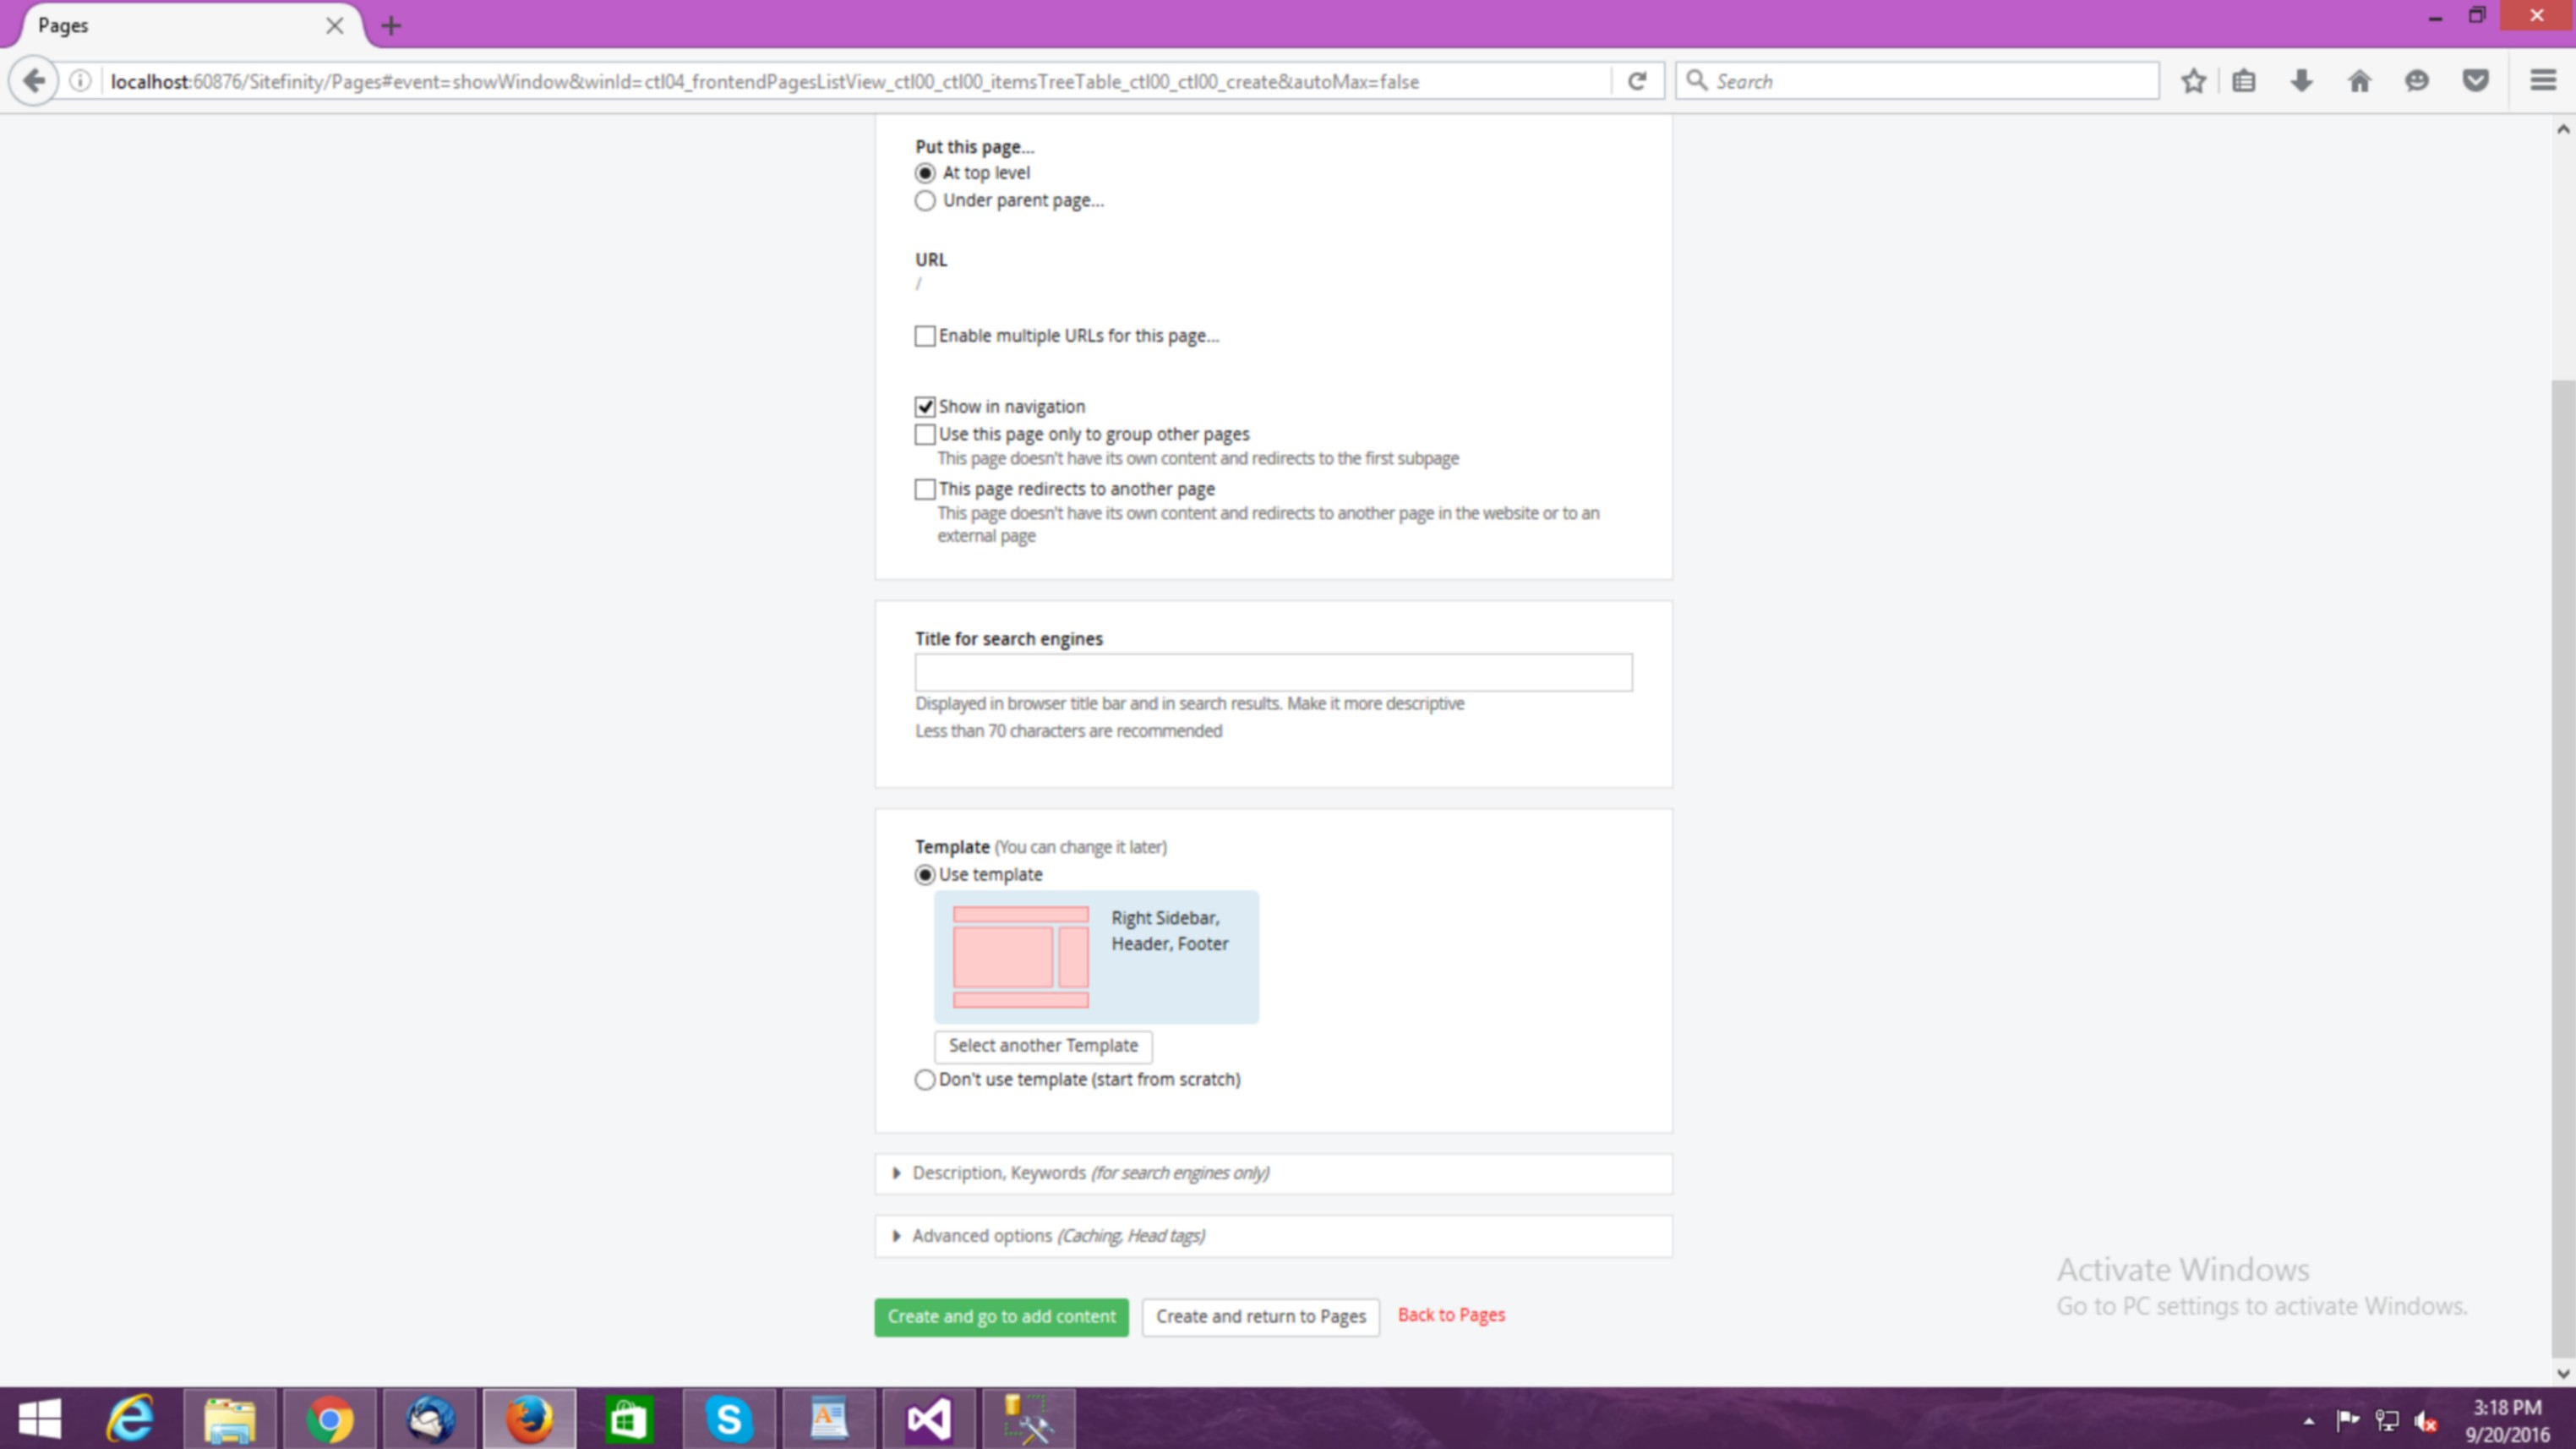 Pages
localhost:60876/Sitefinity/Pages#event=showWindow&winId=ctl04_frontendPagesListView_ctl00_ctl00_itemsTreeTable_ctl00_ctl00_create&autoMax=false
Search
Put this page...
At top level
Under parent page...
URL
/
Enable multiple URLs for this page...
Show in navigation
Use this page only to group other pages
This page doesn't have its own content and redirects to the first subpage
This page redirects to another page
This page doesn't have its own content and redirects to another page in the website or to an
external page
Title for search engines
Displayed in browser title bar and in search results. Make it more descriptive
Less than 70 characters are recommended
Template (You can change it later)
Use template
Right Sidebar,
Header, Footer
Select another Template
Don't use template (start from scratch)
Description, Keywords (for search engines only)
Advanced options (Caching, Head tags)
Create and go to add content
Create and return to Pages
Back to Pages
Activate Windows
Go to PC settings to activate Windows.
3:18 PM
9/20/2016